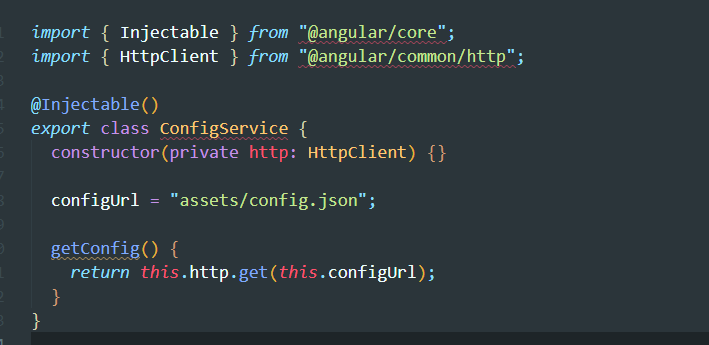 import { Injectable } from "@angular/core";
import { HttpClient } from "@angular/common/http";
@Injectable()
export class ConfigService {
constructor(private http: HttpClient) {}
configUrl = "assets/config.json";
getConfig() {
return this.http.get(this.configUrl);
}
}